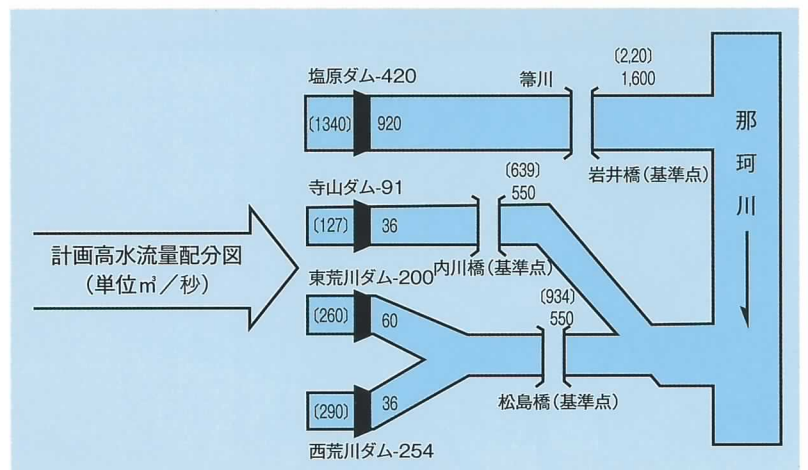 塩原ダム-420
箒川
(2,20)
1,600
(1340)
920
岩井橋(基準点)
那珂川
寺山ダム-91
(639)
550
(127)
36
内川橋(基準点)
計画高水流量配分図
(単位㎥/秒)
東荒川ダム-200
(934)
550
(260)
60
松島橋(基準点)
(290)
36
西荒川ダム-254